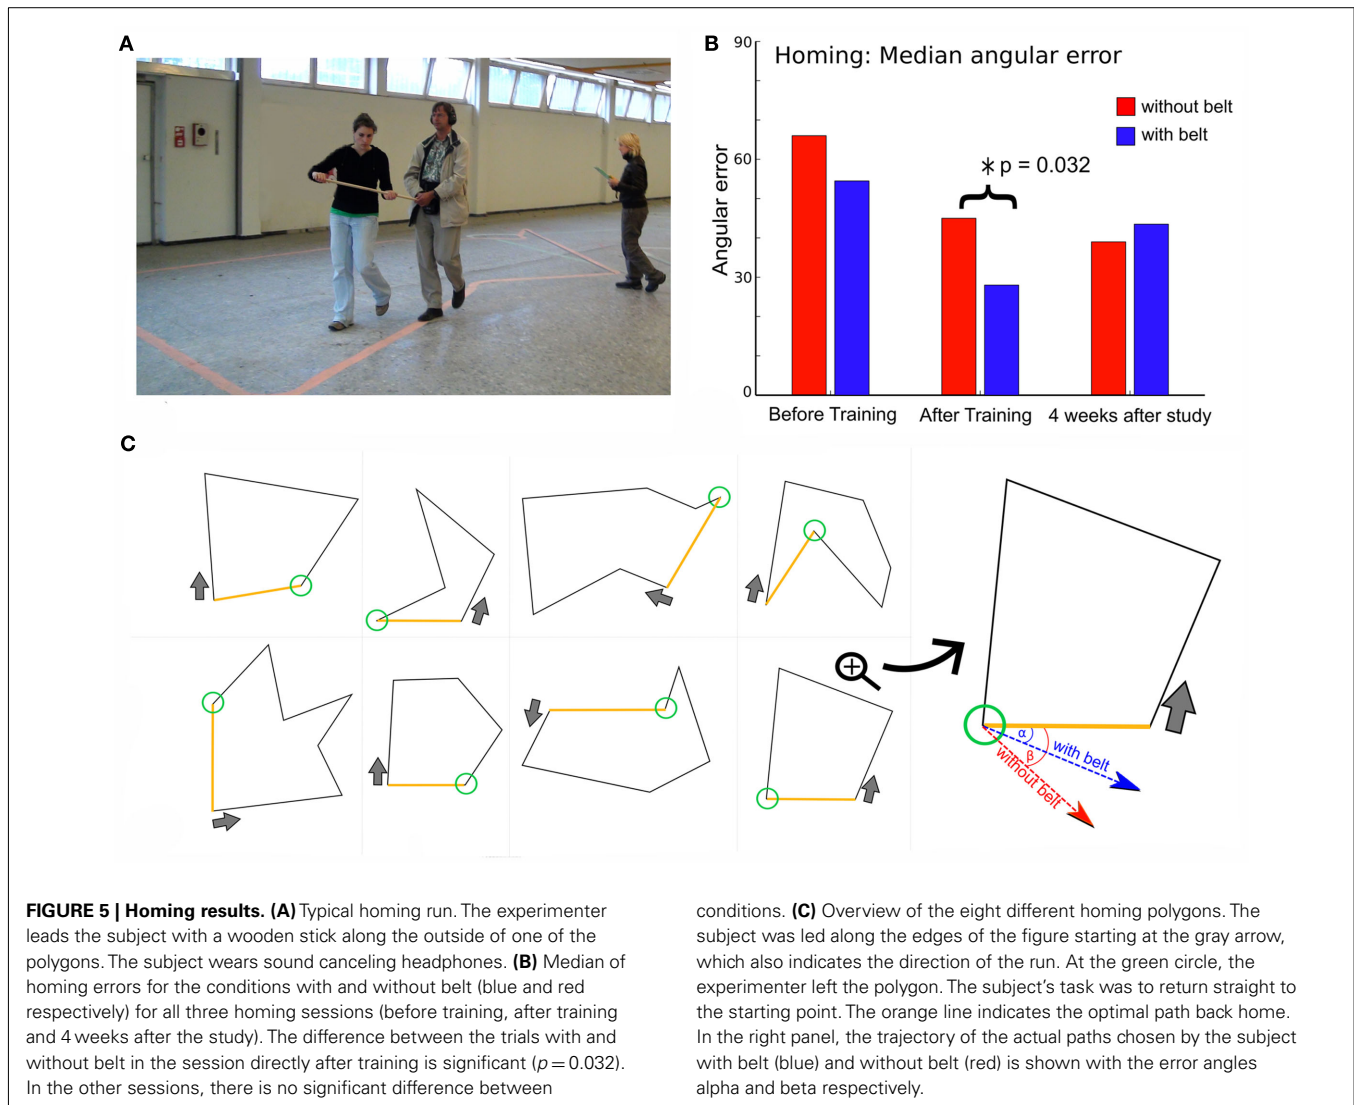 A
B
90
Homing: Median angular error
without belt
with belt
60
* p = 0.032
Angular error
30
0
Before Training
After Training
4 weeks after study
C
α
β
with belt
without belt
FIGURE 5 | Homing results. (A) Typical homing run. The experimenter
leads the subject with a wooden stick along the outside of one of the
polygons. The subject wears sound canceling headphones. (B) Median of
homing errors for the conditions with and without belt (blue and red
respectively) for all three homing sessions (before training, after training
and 4 weeks after the study). The difference between the trials with and
without belt in the session directly after training is significant (p = 0.032).
In the other sessions, there is no significant difference between
conditions. (C) Overview of the eight different homing polygons. The
subject was led along the edges of the figure starting at the gray arrow,
which also indicates the direction of the run. At the green circle, the
experimenter left the polygon. The subject's task was to return straight to
the starting point. The orange line indicates the optimal path back home.
In the right panel, the trajectory of the actual paths chosen by the subject
with belt (blue) and without belt (red) is shown with the error angles
alpha and beta respectively.